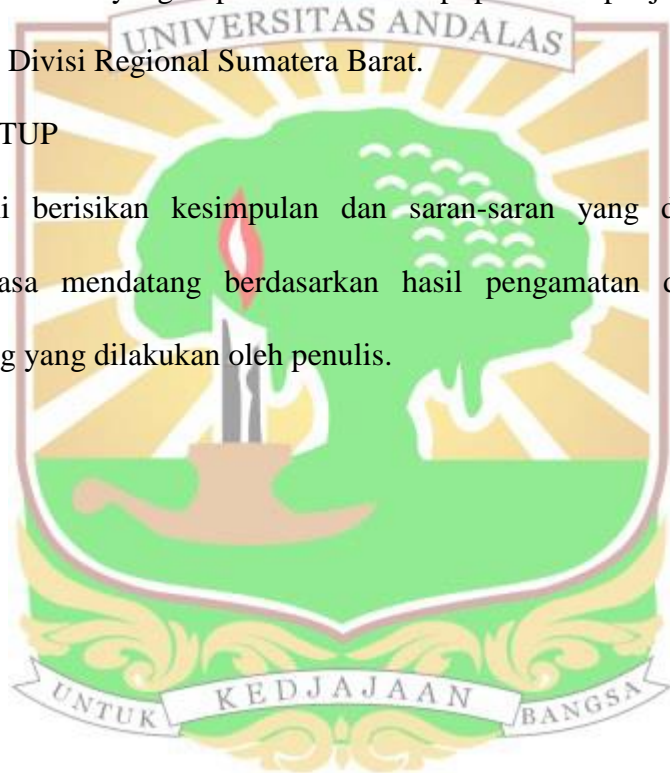 UNIVERSITAS ANDALAS
Divisi Regional Sumatera Barat.
TUP
i berisikan kesimpulan dan saran-saran yang d
asa mendatang berdasarkan hasil pengamatan d
g yang dilakukan oleh penulis.
UNTUK KEDJAJAAN BANGSA